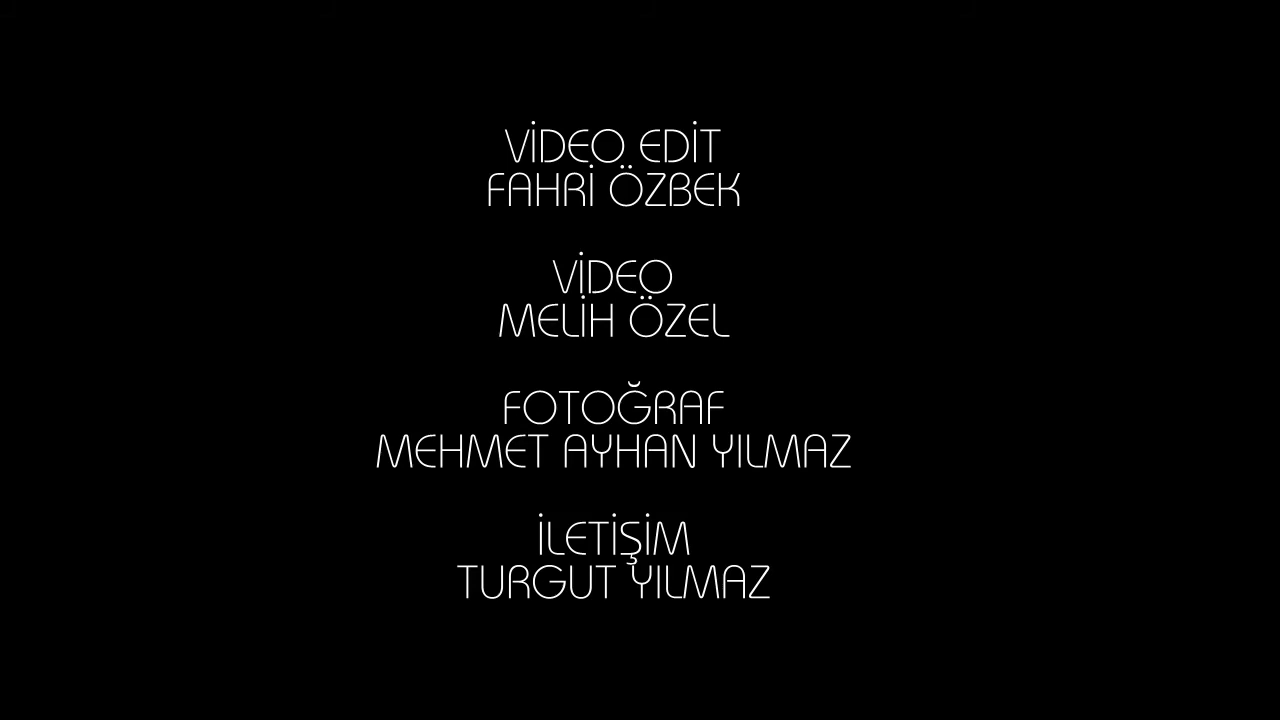 VİDEO EDİT
FAHRİ ÖZBEK
VİDEO
MELİH ÖZEL
FOTOĞRAF
MEHMET AYHAN YILMAZ
İLETİŞİM
TURGUT YILMAZ